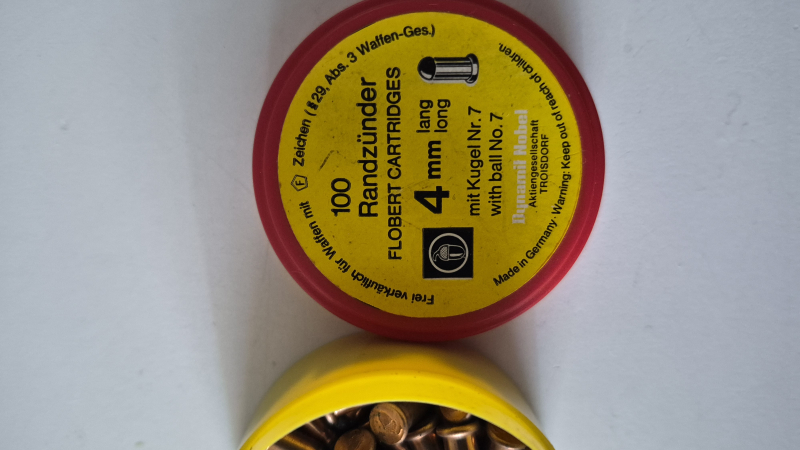 Frei verkäuflich für Waffen mit F Zeichen (§ 29, Abs. 3 Waffen-Ges.)
100
Randzünder
FLOBERT CARTRIDGES
4 mm lang
long
mit Kugel Nr. 7
with ball No. 7
Dynamit Nobel
Aktiengesellschaft
TROISDORF
Made in Germany · Warning: Keep out of reach of children.